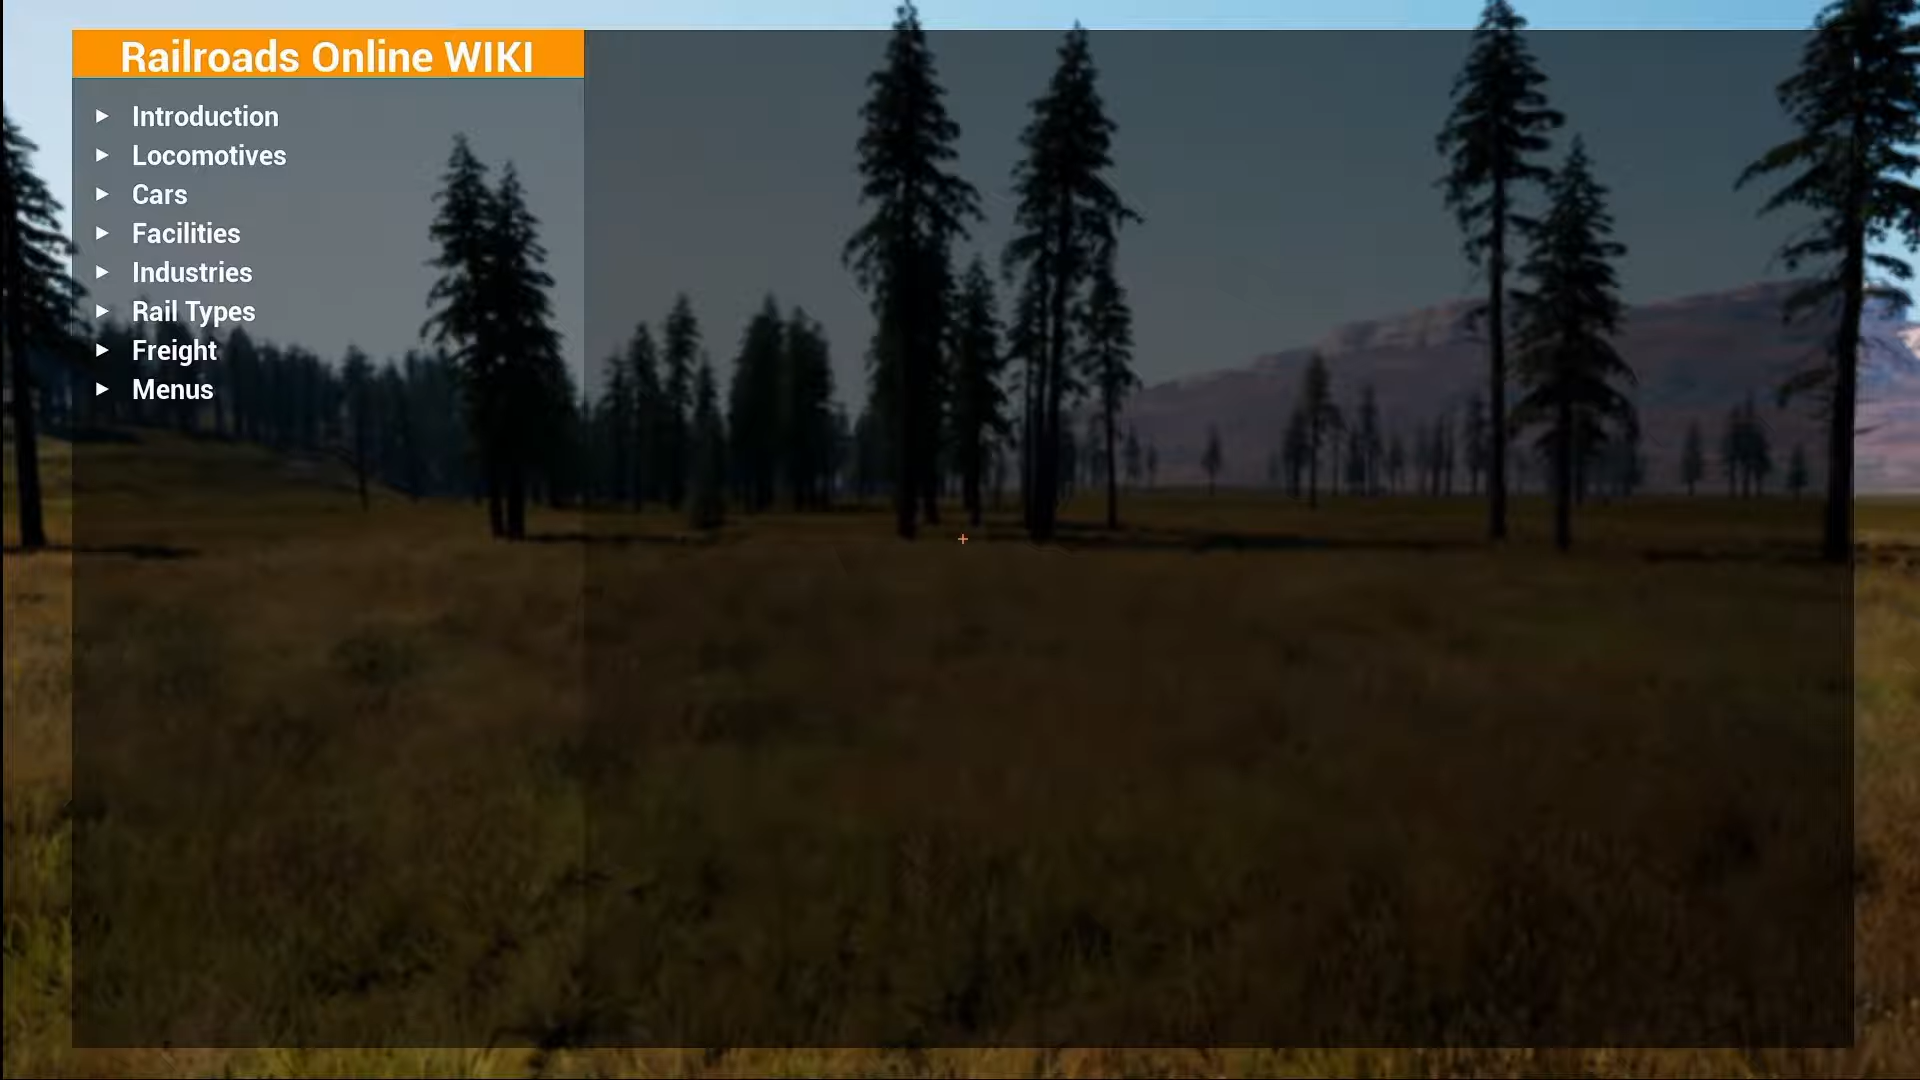 Railroads Online WIKI
Introduction
Locomotives
Cars
Facilities
Industries
Rail Types
Freight
Menus